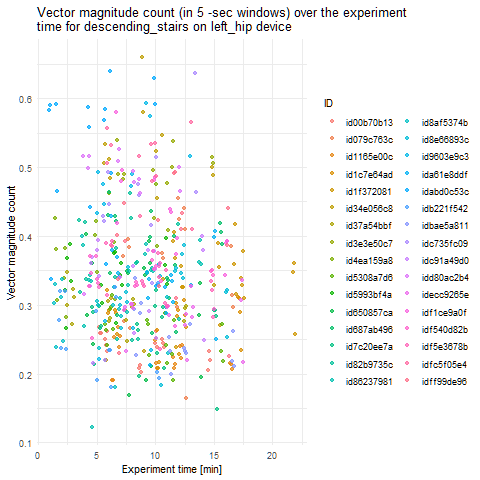 Vector magnitude count (in 5 -sec windows) over the experiment
time for descending_stairs on left_hip device
Vector magnitude count
0.6
0.5
0.4
0.3
0.2
0.1
0
5
10
15
20
Experiment time [min]
ID
id00b70b13
id079c763c
id1165e00c
id1c7e64ad
id1f372081
id34e056c8
id37a54bbf
id3e3e50c7
id4ea159a8
id5308a7d6
id5993bf4a
id650857ca
id687ab496
id7c20ee7a
id82b9735c
id86237981
id8af5374b
id8e66893c
id9603e9c3
ida61e8ddf
idabd0c53c
idb221f542
idbae5a811
idc735fc09
idc91a49d0
idd80ac2b4
idecc9265e
idf1ce9a0f
idf540d82b
idf5e3678b
idfc5f05e4
idff99de96